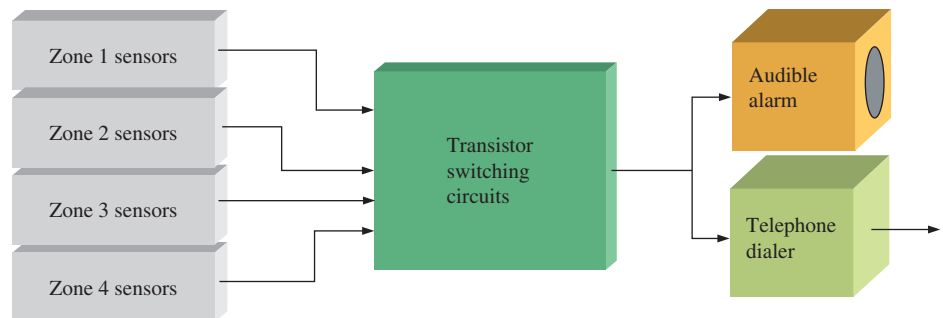 Zone 1 sensors
Zone 2 sensors
Zone 3 sensors
Zone 4 sensors
Transistor
switching
circuits
Audible
alarm
Telephone
dialer